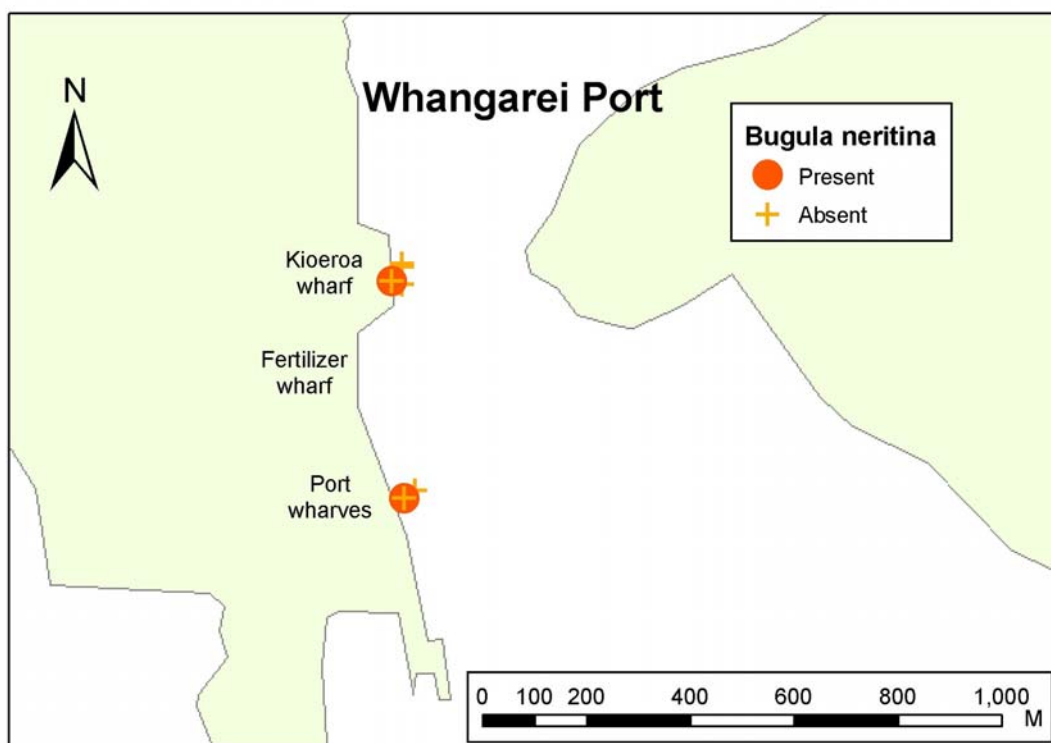 Whangarei Port
N
Bugula neritina
Present
Absent
Kioeroa
wharf
Fertilizer
wharf
Port
wharves
0 100 200 400 600 800 1,000
M